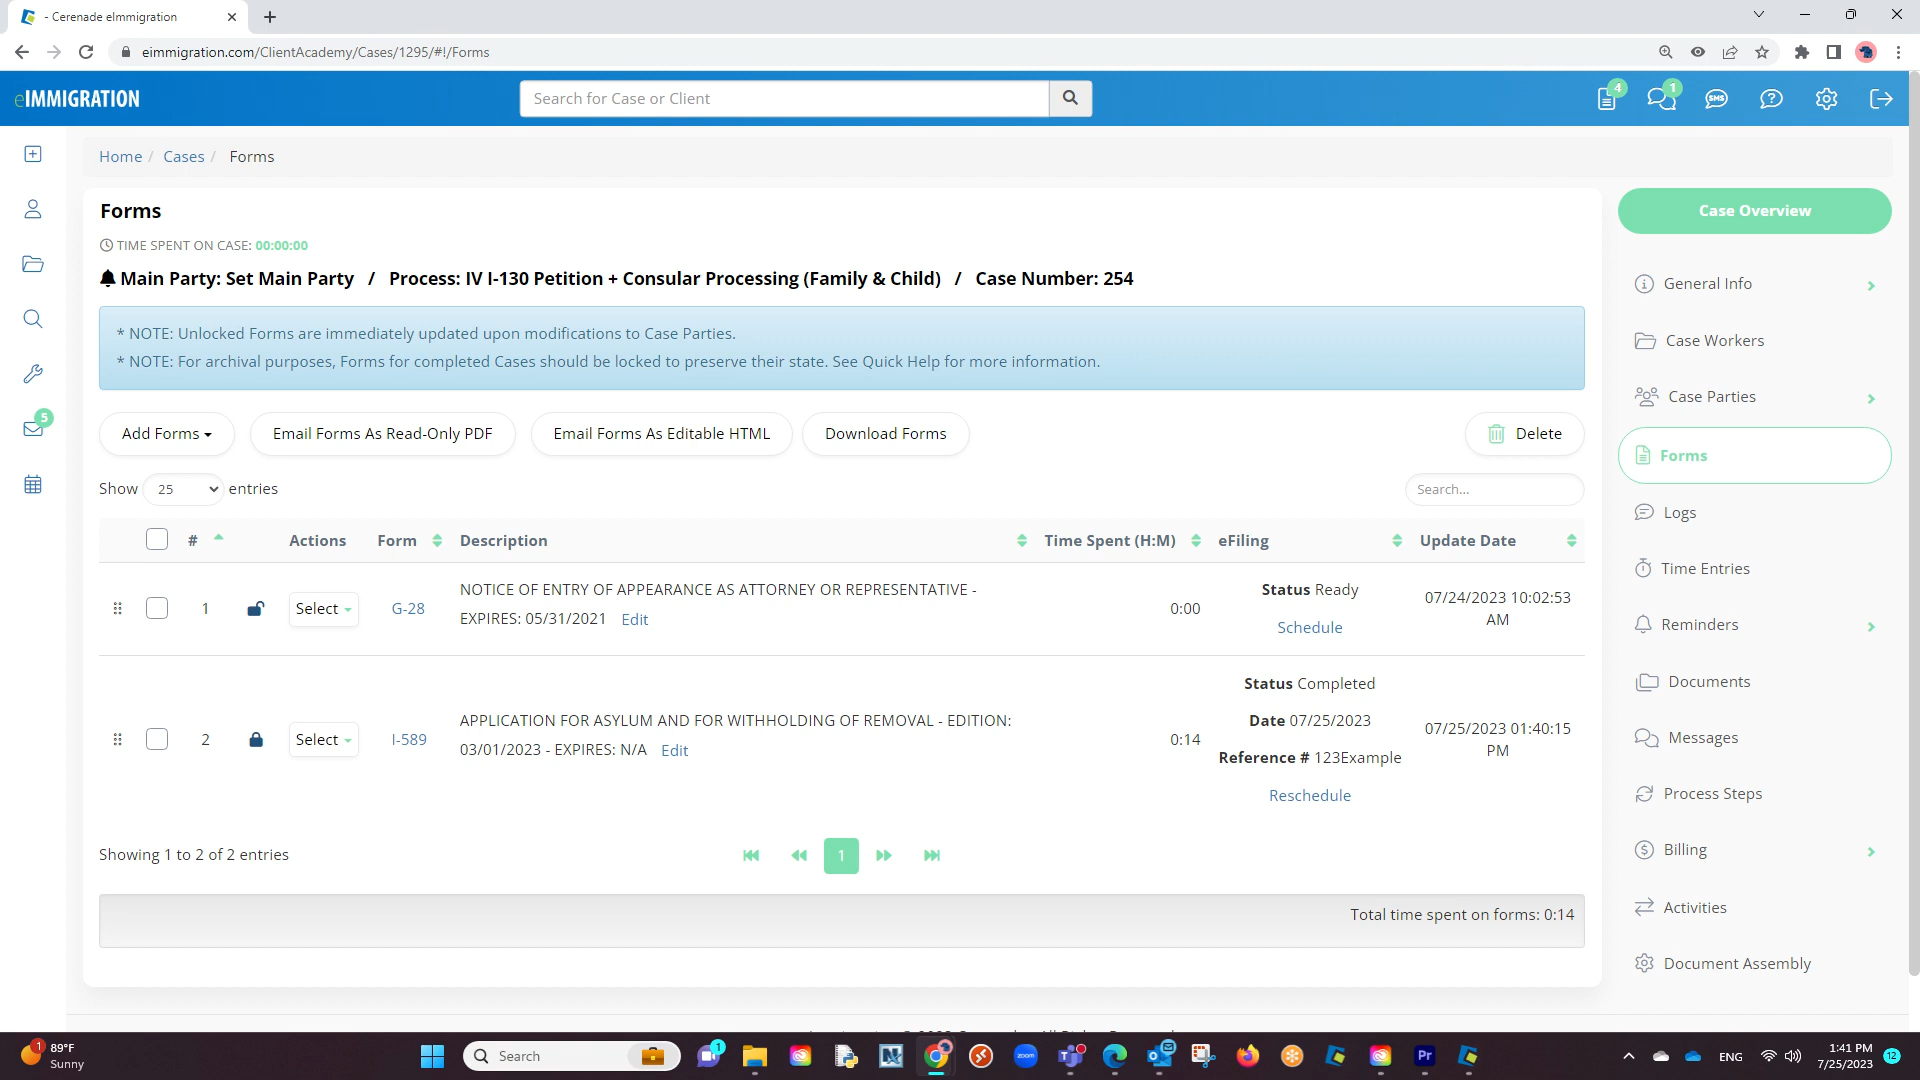 - Cerenade eImmigration
eimmigration.com/ClientAcademy/Cases/1295/#!/Forms
eIMMIGRATION
Search for Case or Client
4
1
SMS
Home / Cases / Forms
Forms
TIME SPENT ON CASE: 00:00:00
Main Party: Set Main Party / Process: IV I-130 Petition + Consular Processing (Family & Child) / Case Number: 254
* NOTE: Unlocked Forms are immediately updated upon modifications to Case Parties.
* NOTE: For archival purposes, Forms for completed Cases should be locked to preserve their state. See Quick Help for more information.
Add Forms
Email Forms As Read-Only PDF
Email Forms As Editable HTML
Download Forms
Delete
5
Show 25 entries
Search...
# Actions Form Description Time Spent (H:M) eFiling Update Date
1 Select G-28
NOTICE OF ENTRY OF APPEARANCE AS ATTORNEY OR REPRESENTATIVE -
EXPIRES: 05/31/2021 Edit
0:00
Status Ready
Schedule
07/24/2023 10:02:53
AM
2 Select I-589
APPLICATION FOR ASYLUM AND FOR WITHHOLDING OF REMOVAL - EDITION:
03/01/2023 - EXPIRES: N/A Edit
0:14
Status Completed
Date 07/25/2023
Reference # 123Example
Reschedule
07/25/2023 01:40:15
PM
Showing 1 to 2 of 2 entries
1
Total time spent on forms: 0:14
Case Overview
General Info
Case Workers
Case Parties
Forms
Logs
Time Entries
Reminders
Documents
Messages
Process Steps
Billing
Activities
Document Assembly
1
89°F
Sunny
Search
1
zoom
Pr
ENG
1:41 PM
7/25/2023
12